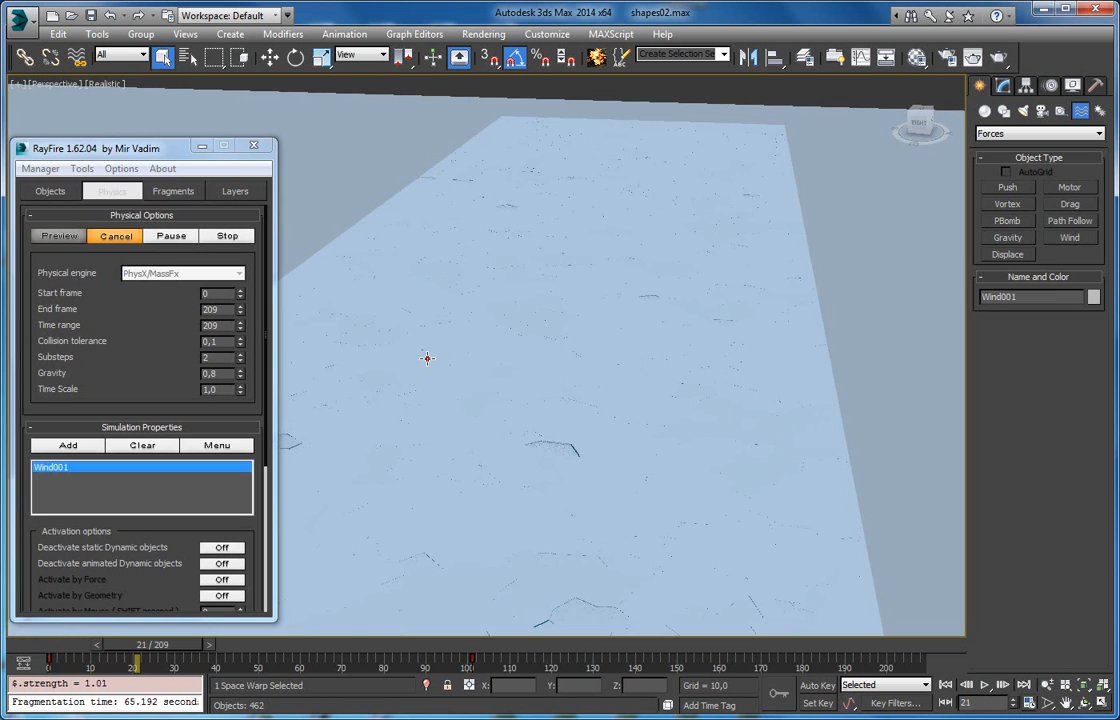 Workspace: Default
Autodesk 3ds Max 2014 x64 shapes02.max
Edit Tools Group Views Create Modifiers Animation Graph Editors Rendering Customize MAXScript Help
All View Create Selection Se
[+][Perspective][Realistic]
RayFire 1.62.04 by Mir Vadim
Manager Tools Options About
Objects Physics Fragments Layers
Physical Options
Preview Cancel Pause Stop
Physical engine PhysX/MassFx
Start frame 0
End frame 209
Time range 209
Collision tolerance 0,1
Substeps 2
Gravity 0,8
Time Scale 1,0
Simulation Properties
Add Clear Menu
Wind001
Activation options
Deactivate static Dynamic objects Off
Deactivate animated Dynamic objects Off
Activate by Force Off
Activate by Geometry Off
Activate by Mouse ( SHIFT pressed )
Forces
Object Type
AutoGrid
Push Motor
Vortex Drag
PBomb Path Follow
Gravity Wind
Displace
Name and Color
Wind001
21 / 209
0 10 20 30 40 50 60 70 80 90 100 110 120 130 140 150 160 170 180 190 200
$.strength = 1.01
Fragmentation time: 65.192 second:
1 Space Warp Selected X: Y: Z: Grid = 10,0
Objects: 462 Add Time Tag
Auto Key Selected
Set Key Key Filters... 21